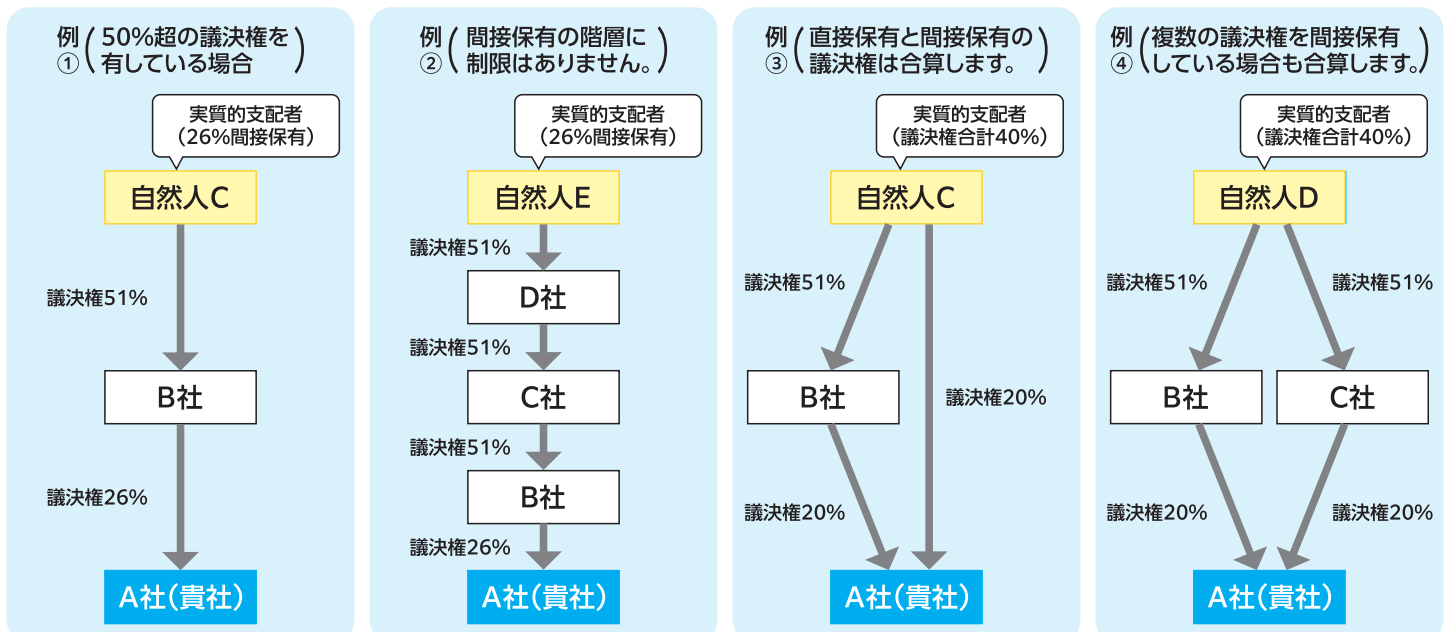 例①(50%超の議決権を
有している場合)
実質的支配者
(26%間接保有)
自然人C
議決権51%
B社
議決権26%
A社(貴社)
例②(間接保有の階層に
制限はありません。)
実質的支配者
(26%間接保有)
自然人E
議決権51%
D社
議決権51%
C社
議決権51%
B社
議決権26%
A社(貴社)
例③(直接保有と間接保有の
議決権は合算します。)
実質的支配者
(議決権合計40%)
自然人C
議決権51%
B社
議決権20%
議決権20%
A社(貴社)
例④(複数の議決権を間接保有
している場合も合算します。)
実質的支配者
(議決権合計40%)
自然人D
議決権51%
議決権51%
B社
C社
議決権20%
議決権20%
A社(貴社)